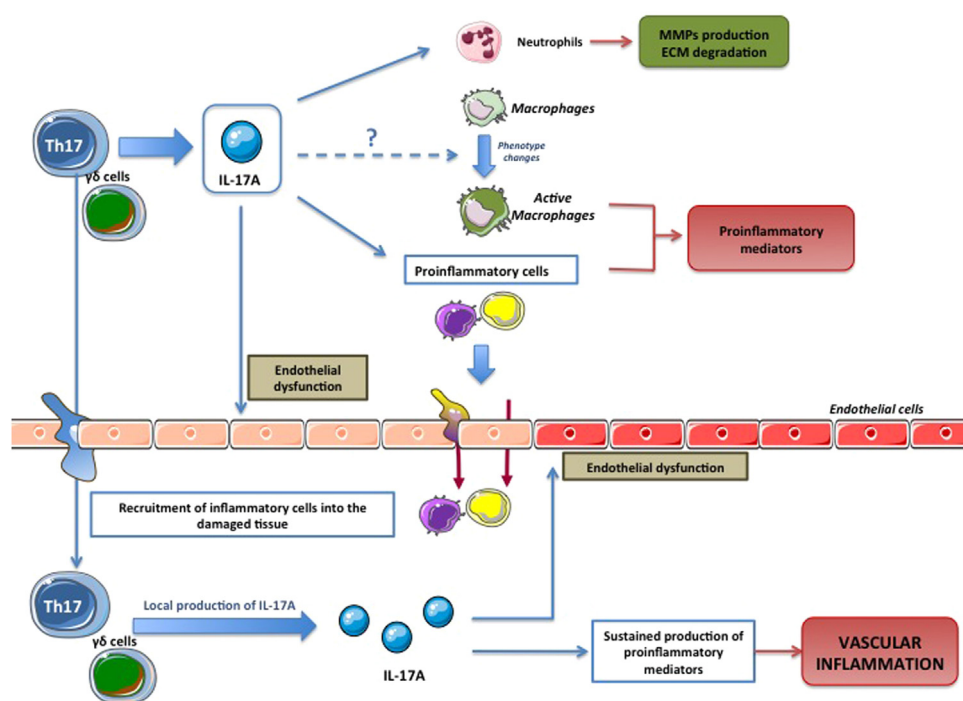 Neutrophils
MMPs production
ECM degradation
Macrophages
Th17
γδ cells
IL-17A
?
Phenotype
changes
Active
Macrophages
Proinflammatory
mediators
Proinflammatory cells
Endothelial
dysfunction
Endothelial cells
Endothelial dysfunction
Recruitment of inflammatory cells into the
damaged tissue
Th17
γδ cells
Local production of IL-17A
IL-17A
Sustained production of
proinflammatory
mediators
VASCULAR
INFLAMMATION